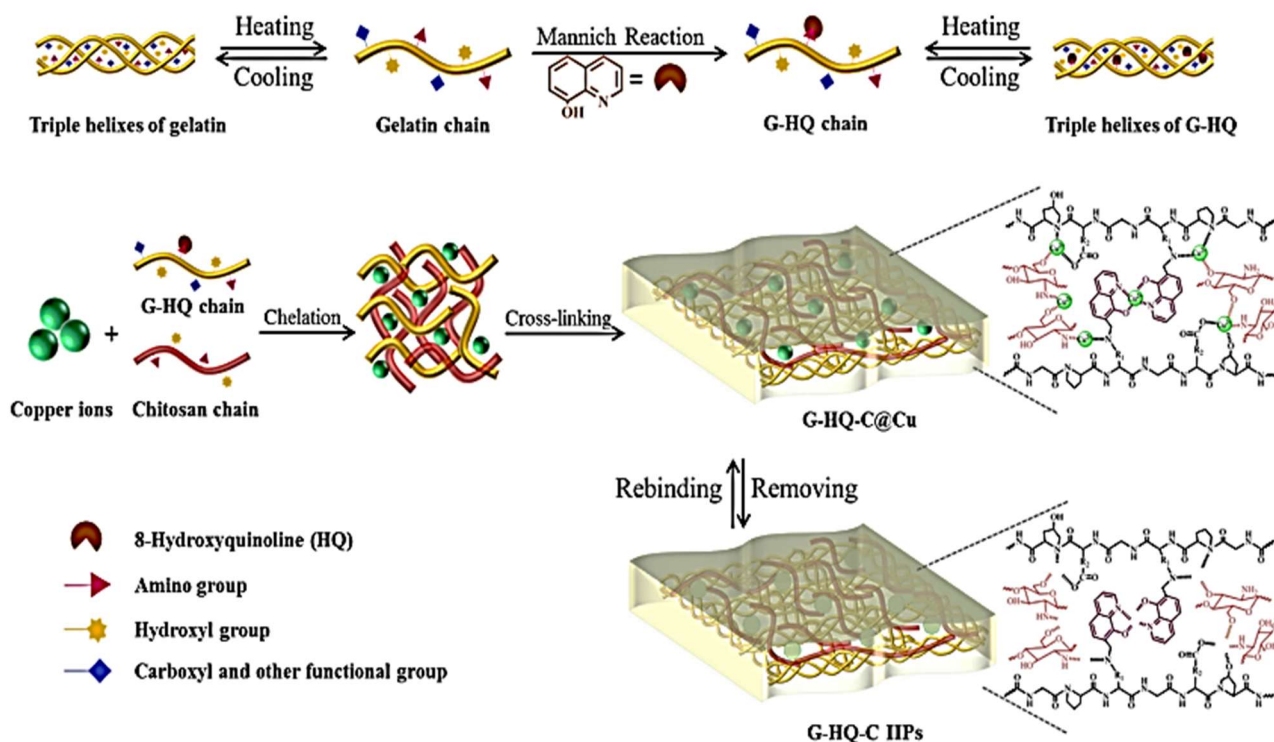 Heating
Cooling
Mannich Reaction
OH
N
=
Heating
Cooling
Triple helixes of gelatin
Gelatin chain
G-HQ chain
Triple helixes of G-HQ
+
G-HQ chain
Chitosan chain
Copper ions
Chelation
Cross-linking
G-HQ-C@Cu
Rebinding
Removing
8-Hydroxyquinoline (HQ)
Amino group
Hydroxyl group
Carboxyl and other functional group
G-HQ-C IIPs